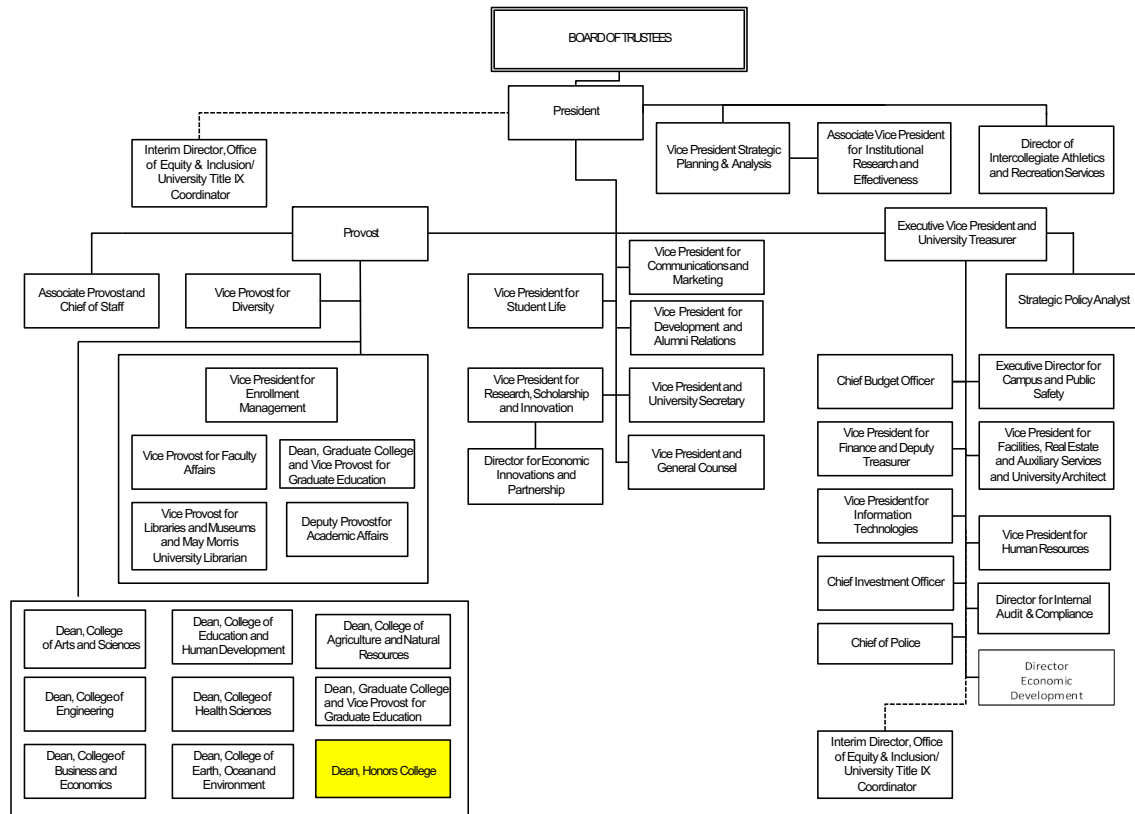 BOARD OF TRUSTEES
President
Interim Director, Office
of Equity & Inclusion/
University Title IX
Coordinator
Vice President Strategic
Planning & Analysis
Associate Vice President
for Institutional
Research and
Effectiveness
Director of
Intercollegiate Athletics
and Recreation Services
Provost
Executive Vice President and
University Treasurer
Associate Provost and
Chief of Staff
Vice Provost for
Diversity
Vice President for
Student Life
Vice President for
Communications and
Marketing
Strategic Policy Analyst
Vice President for
Development and
Alumni Relations
Vice President for
Enrollment
Management
Vice President for
Research, Scholarship
and Innovation
Vice President and
University Secretary
Chief Budget Officer
Executive Director for
Campus and Public
Safety
Vice Provost for Faculty
Affairs
Dean, Graduate College
and Vice Provost for
Graduate Education
Director for Economic
Innovations and
Partnership
Vice President and
General Counsel
Vice President for
Finance and Deputy
Treasurer
Vice President for
Facilities, Real Estate
and Auxiliary Services
and University Architect
Vice Provost for
Libraries and Museums
and May Morris
University Librarian
Deputy Provost for
Academic Affairs
Vice President for
Information
Technologies
Vice President for
Human Resources
Chief Investment Officer
Director for Internal
Audit & Compliance
Chief of Police
Director
Economic
Development
Dean, College
of Arts and Sciences
Dean, College of
Education and
Human Development
Dean, College of
Agriculture and Natural
Resources
Dean, College of
Engineering
Dean, College of
Health Sciences
Dean, Graduate College
and Vice Provost for
Graduate Education
Dean, College of
Business and
Economics
Dean, College of
Earth, Ocean and
Environment
Dean, Honors College
Interim Director, Office
of Equity & Inclusion/
University Title IX
Coordinator